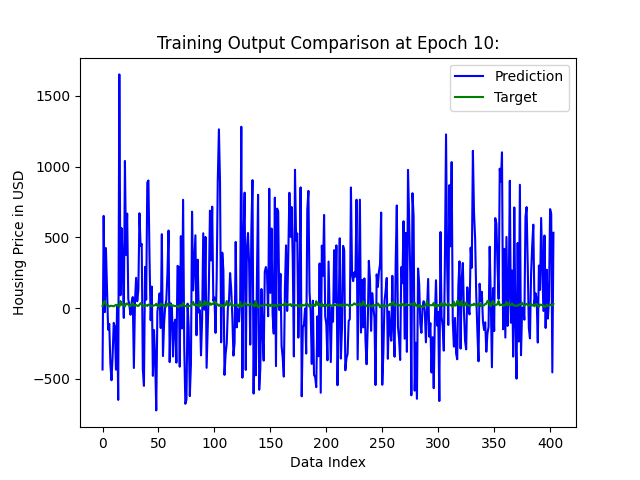 Training Output Comparison at Epoch 10:
Prediction
Target
Housing Price in USD
1500
1000
500
0
−500
0 50 100 150 200 250 300 350 400
Data Index